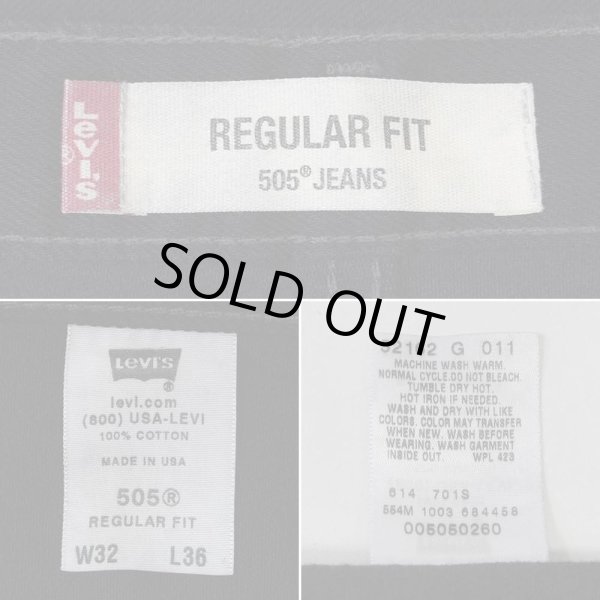 LEVI'S
®
REGULAR FIT
505® JEANS
SOLD OUT
LEVI'S
®
levi.com
(800) USA-LEVI
100% COTTON
MADE IN USA
505®
REGULAR FIT
W32 L36
G 011
MACHINE WASH WARM.
NORMAL CYCLE.DO NOT BLEACH.
TUMBLE DRY HOT.
HOT IRON IF NEEDED.
WASH AND DRY WITH LIKE
COLORS. COLOR MAY TRANSFER
WHEN NEW. WASH BEFORE
WEARING. WASH GARMENT
INSIDE OUT. WPL 423
614 701S
554M 1003 684458
005050260